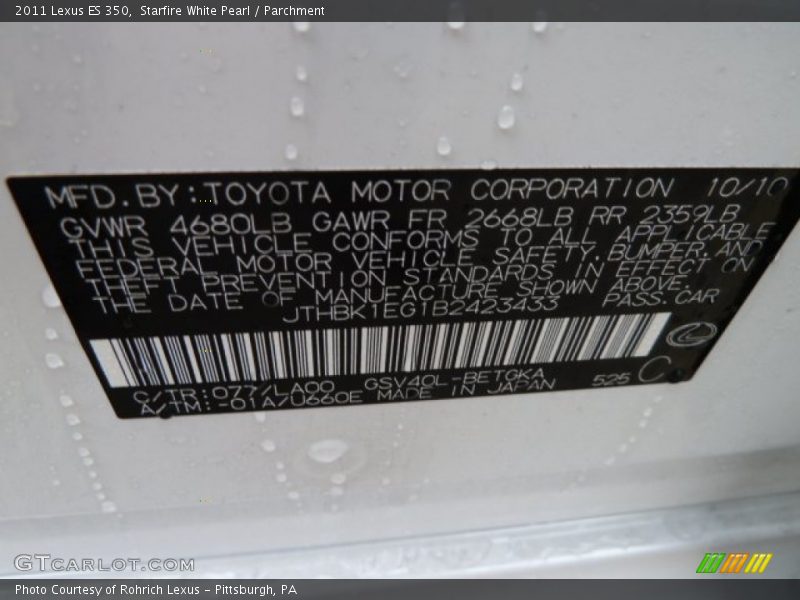 2011 Lexus ES 350, Starfire White Pearl / Parchment
MFD. BY: TOYOTA MOTOR CORPORATION 10/10
GVWR 4680LB GAWR FR 2668LB RR 2359LB
THIS VEHICLE CONFORMS TO ALL APPLICABLE
FEDERAL MOTOR VEHICLE SAFETY, BUMPER, AND
THEFT PREVENTION STANDARDS IN EFFECT ON
THE DATE OF MANUFACTURE SHOWN ABOVE.
JTHBK1EG1B2423433 PASS. CAR
C/TR: 077/LA00 GSV40L-BETGKA
A/TM: -01A/U660E MADE IN JAPAN 525 C
GTCARLOT.COM
Photo Courtesy of Rohrich Lexus - Pittsburgh, PA